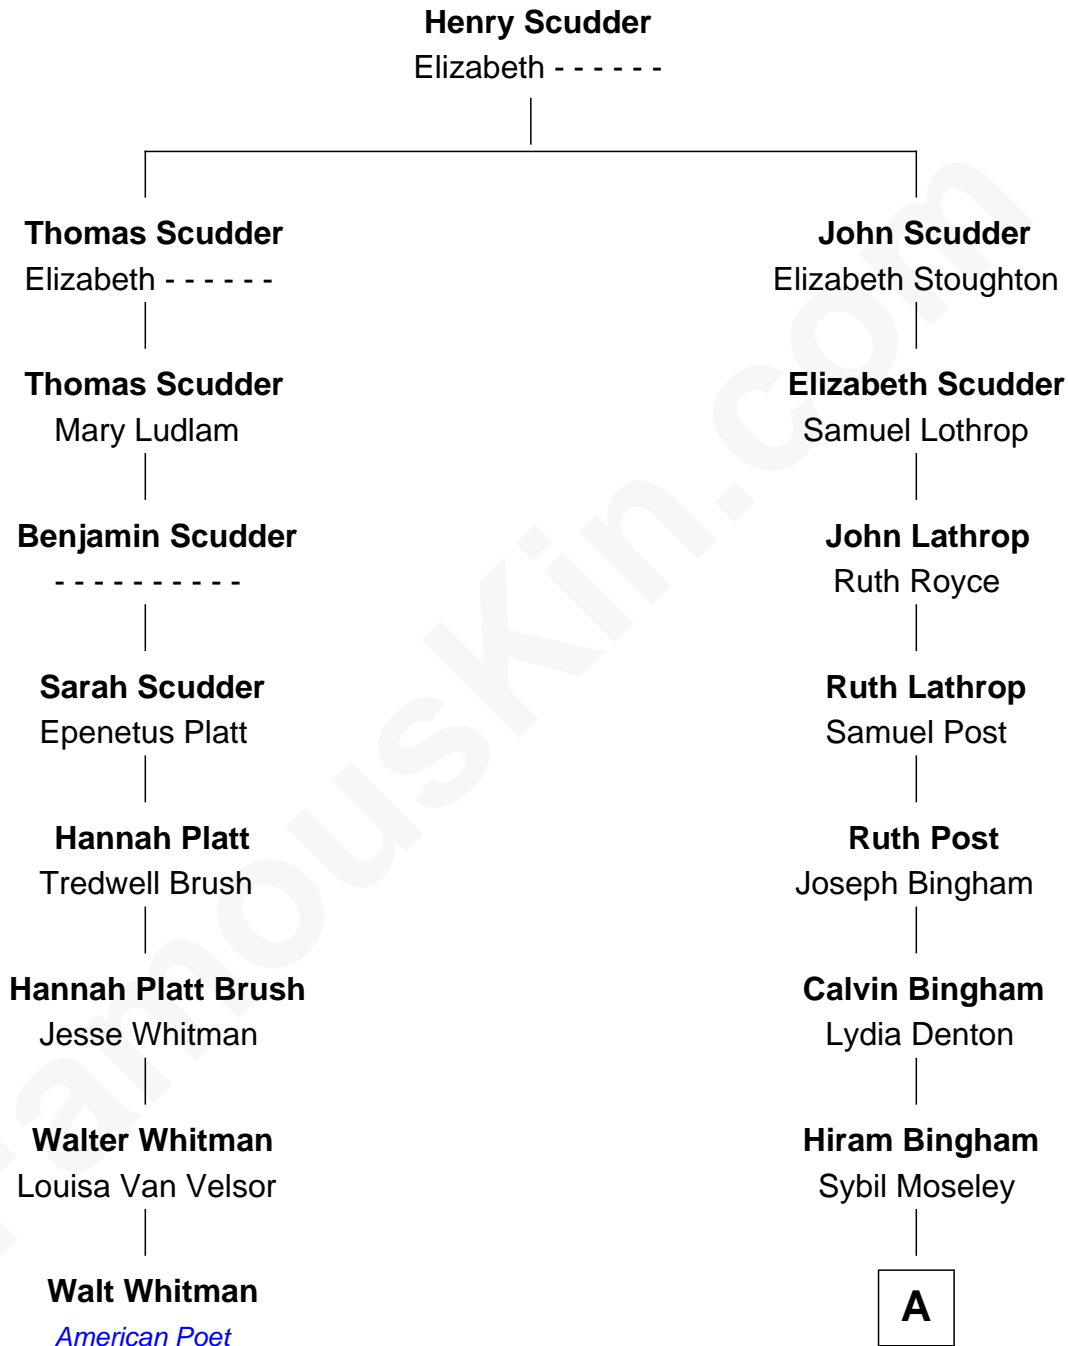 Henry Scudder
Elizabeth - - - - - -
Thomas Scudder
Elizabeth - - - - - -
John Scudder
Elizabeth Stoughton
Thomas Scudder
Mary Ludlam
Elizabeth Scudder
Samuel Lothrop
Benjamin Scudder
- - - - - - - - - -
John Lathrop
Ruth Royce
Sarah Scudder
Epenetus Platt
Ruth Lathrop
Samuel Post
Hannah Platt
Tredwell Brush
Ruth Post
Joseph Bingham
Hannah Platt Brush
Jesse Whitman
Calvin Bingham
Lydia Denton
Walter Whitman
Louisa Van Velsor
Hiram Bingham
Sybil Moseley
Walt Whitman
American Poet
A
FamousKin.com